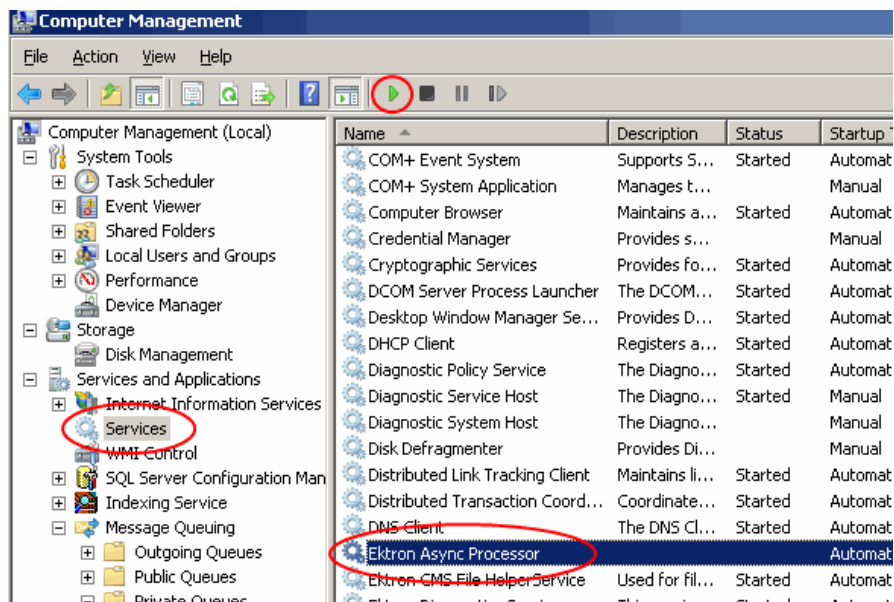 Computer Management
File Action View Help
Computer Management (Local)
System Tools
Task Scheduler
Event Viewer
Shared Folders
Local Users and Groups
Performance
Device Manager
Storage
Disk Management
Services and Applications
Internet Information Services
Services
WMI Control
SQL Server Configuration Man
Indexing Service
Message Queuing
Outgoing Queues
Public Queues
Private Queues
Name Description Status Startup
COM+ Event System Supports S... Started Automat
COM+ System Application Manages t... Manual
Computer Browser Maintains a... Started Automat
Credential Manager Provides s... Manual
Cryptographic Services Provides fo... Started Automat
DCOM Server Process Launcher The DCOM... Started Automat
Desktop Window Manager Se... Provides D... Started Automat
DHCP Client Registers a... Started Automat
Diagnostic Policy Service The Diagno... Started Automat
Diagnostic Service Host The Diagno... Started Manual
Diagnostic System Host The Diagno... Manual
Disk Defragmenter Provides Di... Manual
Distributed Link Tracking Client Maintains li... Started Automat
Distributed Transaction Coord... Coordinate... Started Automat
DNS Client The DNS Cl... Started Automat
Ektron Async Processor Automat
Ektron CMS File HelperService Used for fil... Started Automat